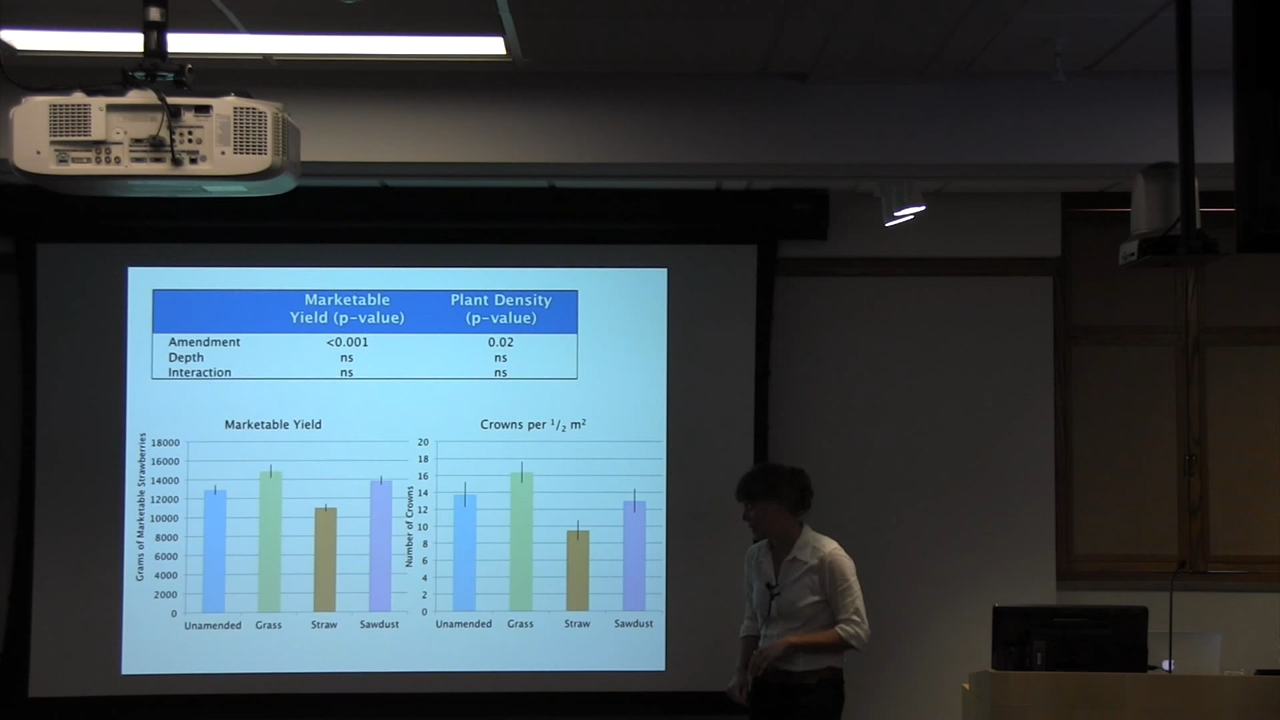 Marketable Plant Density
Yield (p-value) (p-value)
Amendment <0.001 0.02
Depth ns ns
Interaction ns ns
Marketable Yield
Grams of Marketable Strawberries
18000
16000
14000
12000
10000
8000
6000
4000
2000
0
Unamended Grass Straw Sawdust
Crowns per 1/2 m2
Number of Crowns
20
18
16
14
12
10
8
6
4
2
0
Unamended Grass Straw Sawdust